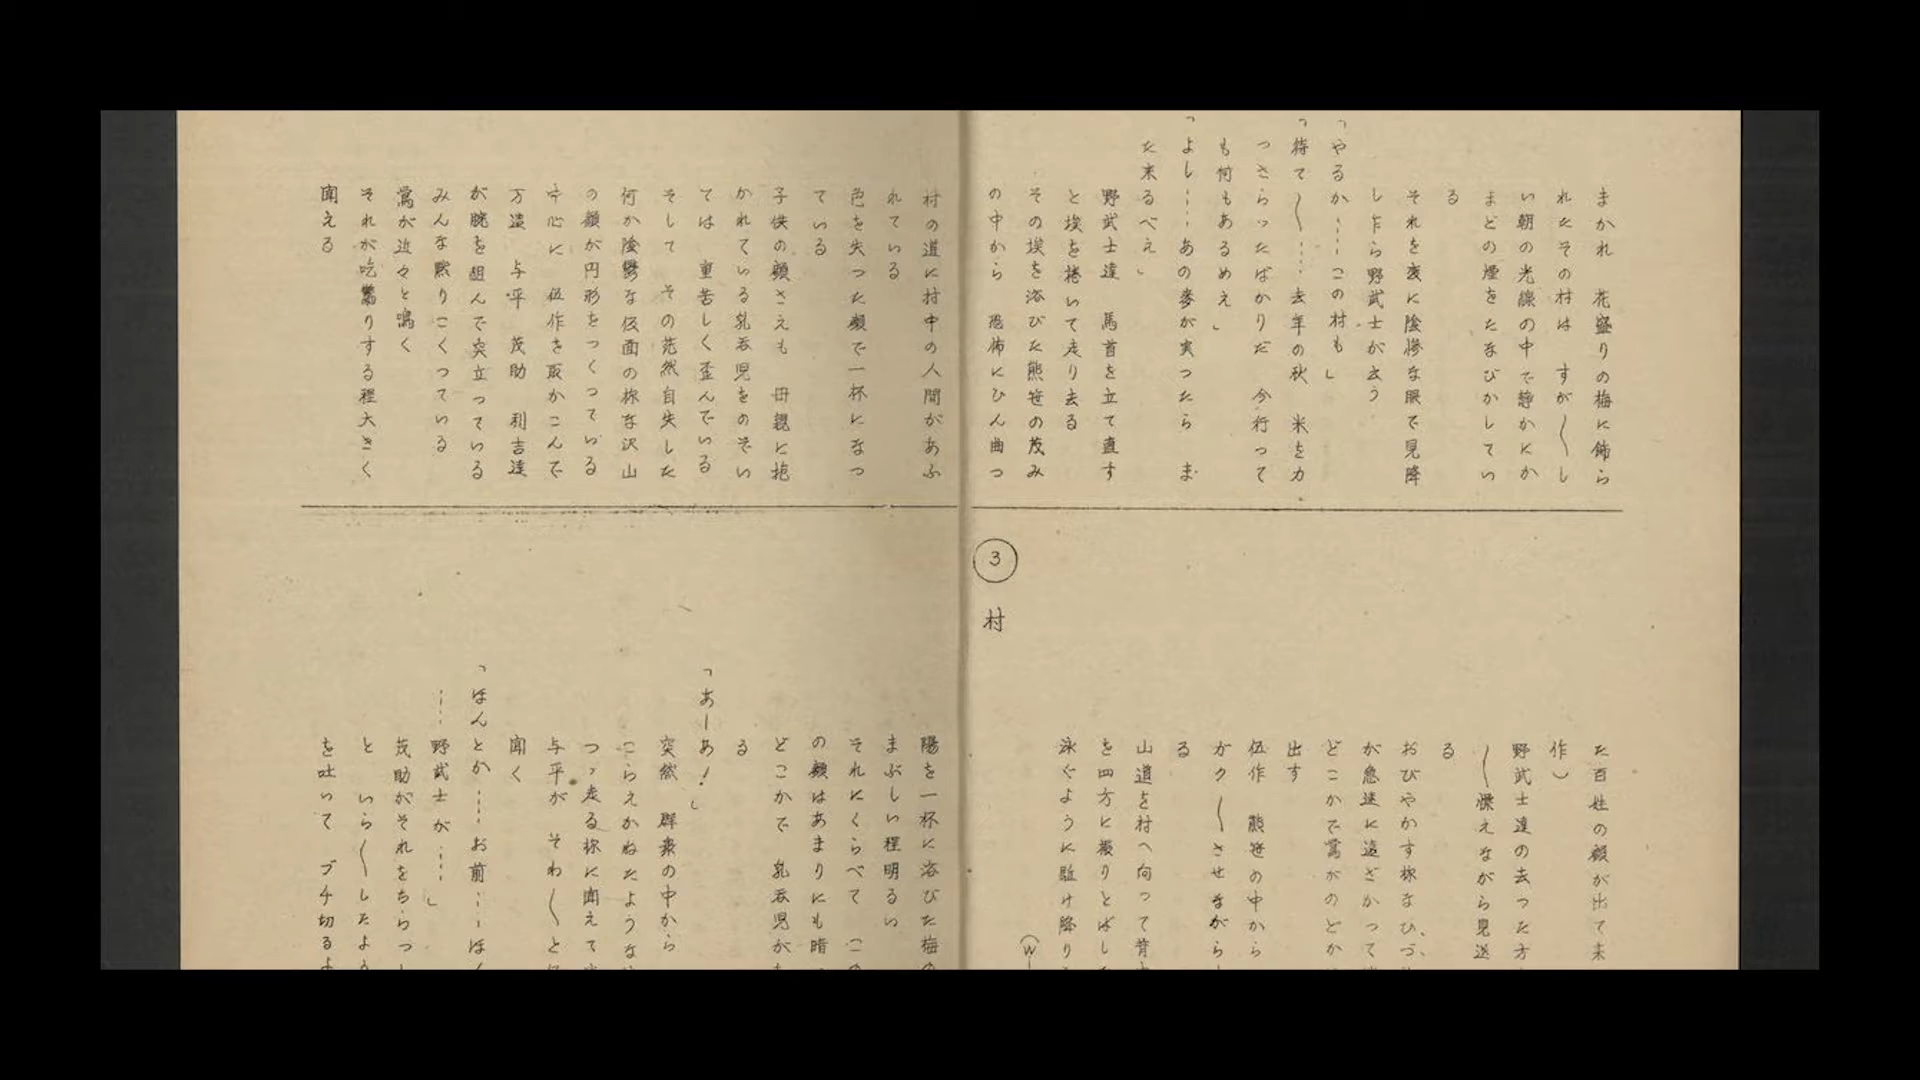 まかれ　花盛りの梅に飾ら
れたその村は　すが〱し
い朝の光線の中で静かにか
まどの煙をたなびかしてい
る
それを夜に陰惨な眼で見降
し乍ら野武士が云う
「やるか……この村も」
「待て〱……去年の秋　米をカ
っさらったばかりだ　今行って
も何もあるめえ」
「よし……あの麦が実ったら　ま
た来るべえ」
野武士達　馬首を立て直す
と埃を捲いて走り去る
その埃を浴びた熊笹の茂み
の中から　恐怖にひん曲っ
た百姓の顔が出て来
作）
野武士達の去った方
〱慄えながら見送
る
おびやかす様なひづ
が急速に遠ざかって
どこかで鶯がのどか
出す
伍作　熊笹の中から
ガク〱させながら
る
山道を村へ向って背
を四方に振りとばし
泳ぐように駈け降り
（W
③　村
村の道に村中の人間があふ
れている
色を失った顔で一杯になっ
ている
子供の顔さえも　母親に抱
かれている乳呑児をのぞい
ては　重苦しく歪んでいる
そして　その茫然自失した
何か陰鬱な仮面の様な沢山
の顔が円形をつくっている
中心に　伍作を取かこんで
万造　与平　茂助　利吉達
が腕を組んで突立っている
みんな黙りこくっている
鶯が近々と鳴く
それが吃驚りする程大きく
聞える
陽を一杯に浴びた梅の
まぶしい程明るい
それにくらべて　この
の顔はあまりにも暗
どこかで　乳呑児が
る
「あーあ！」
突然　群衆の中から
こらえかねたような
つっ走る様に聞えて
与平が　そわ〱と
聞く
「ほんとか……お前……ほん
……野武士が……」
茂助がそれをちらっ
と　いら〱したよう
を吐いて　ブチ切るよ